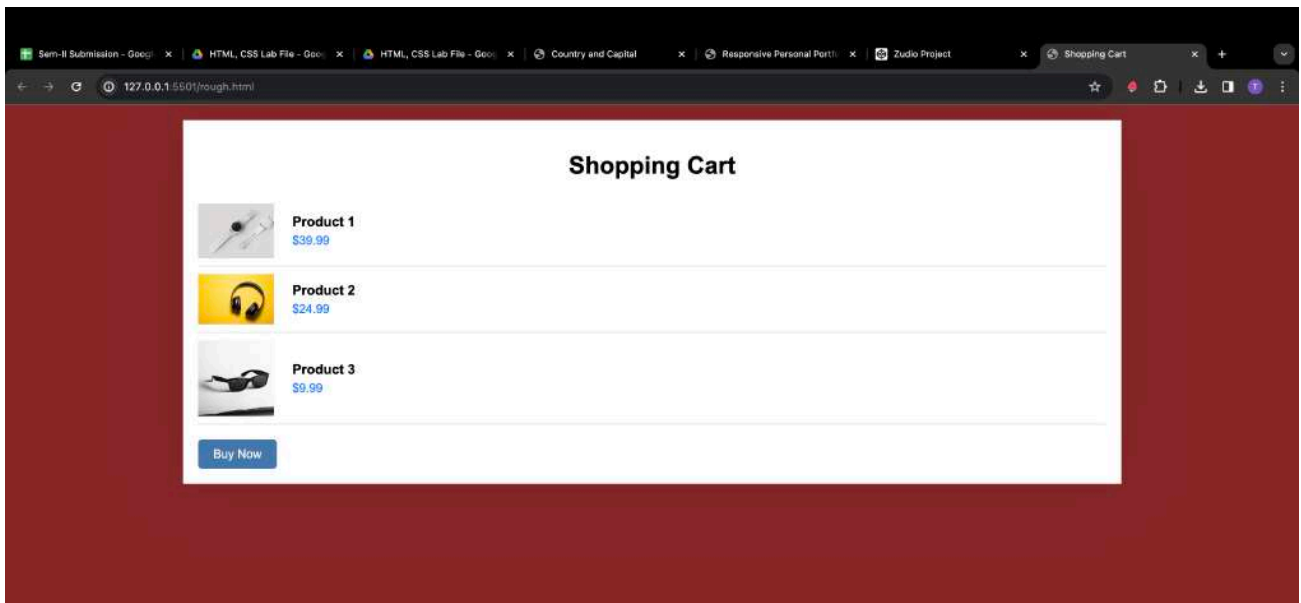 Sem-II Submission - Goog
HTML, CSS Lab File - Goog
HTML, CSS Lab File - Goog
Country and Capital
Responsive Personal Portf
Zudio Project
Shopping Cart
127.0.0.1:5501/rough.html
T
Shopping Cart
Product 1
$39.99
Product 2
$24.99
Product 3
$9.99
Buy Now